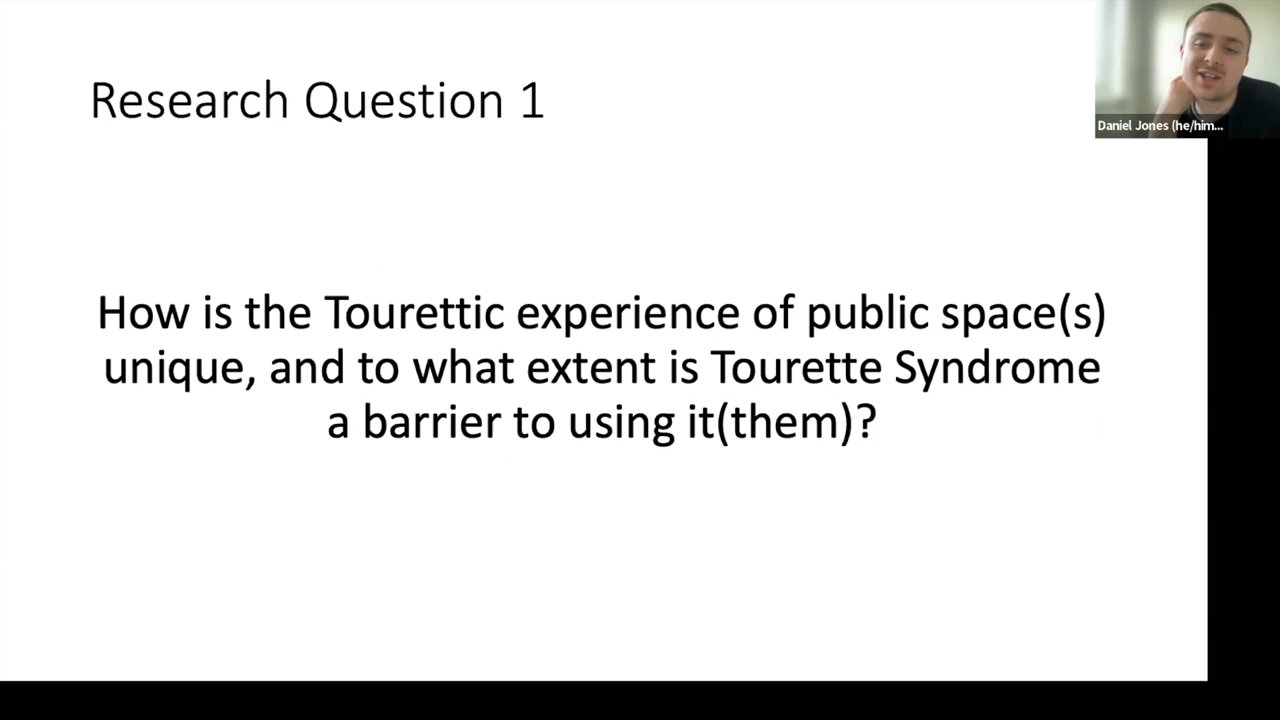 Research Question 1
Daniel Jones (he/him...
How is the Tourettic experience of public space(s)
unique, and to what extent is Tourette Syndrome
a barrier to using it(them)?